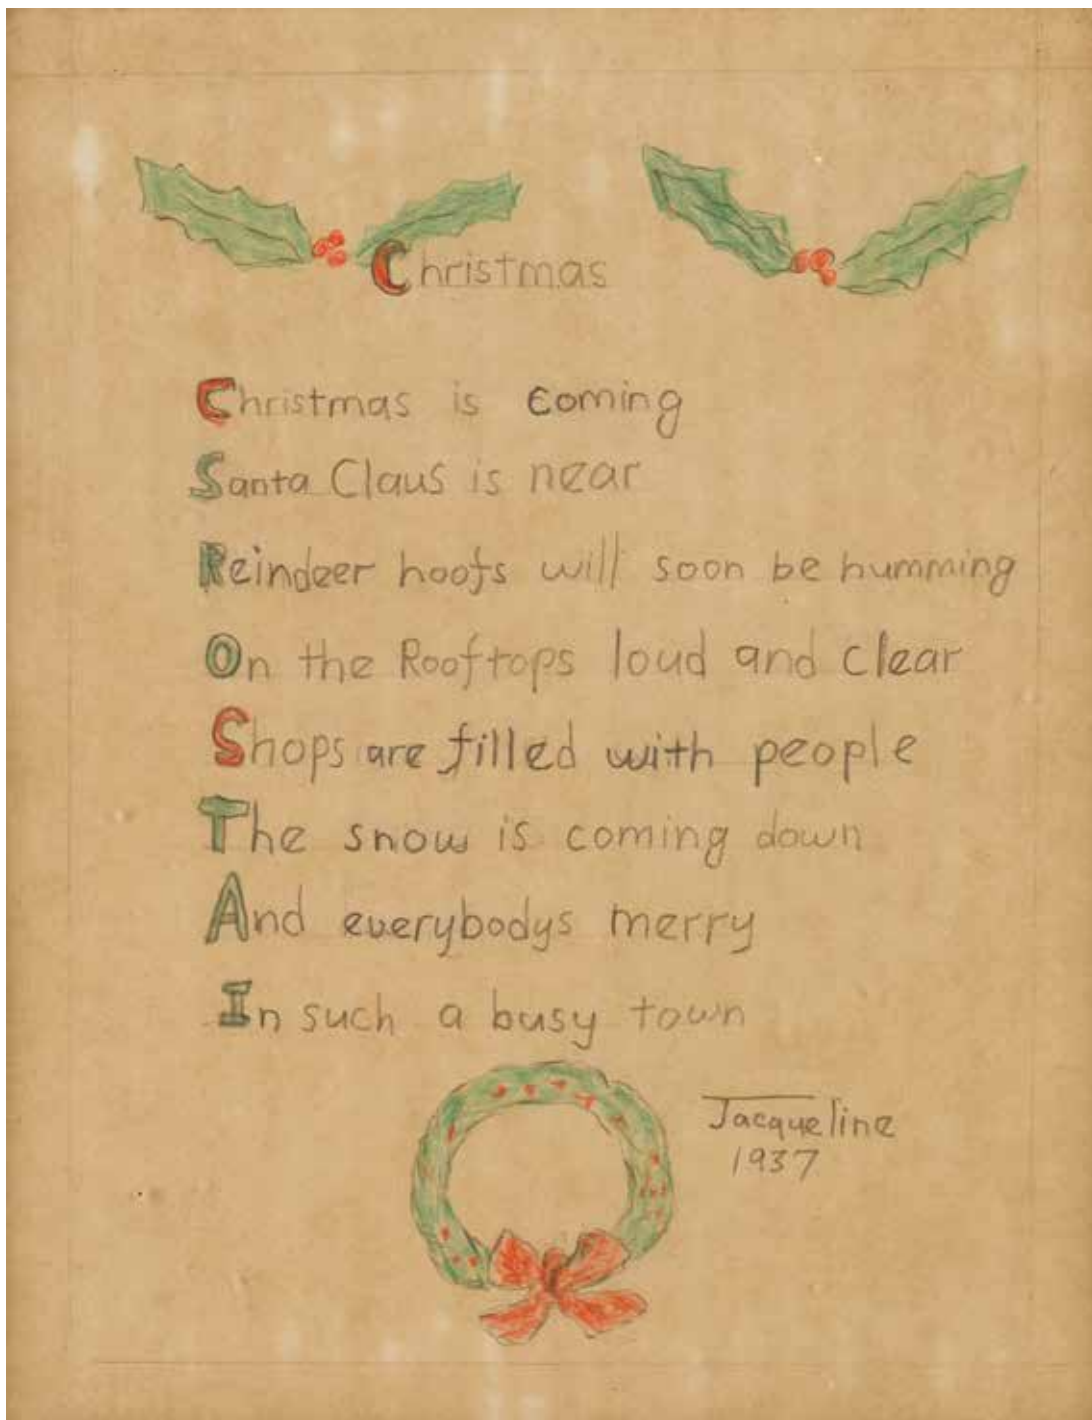 Christmas
Christmas is coming
Santa Claus is near
Reindeer hoofs will soon be humming
On the Rooftops loud and clear
Shops are filled with people
The snow is coming down
And everybodys merry
In such a busy town
Jacqueline
1937